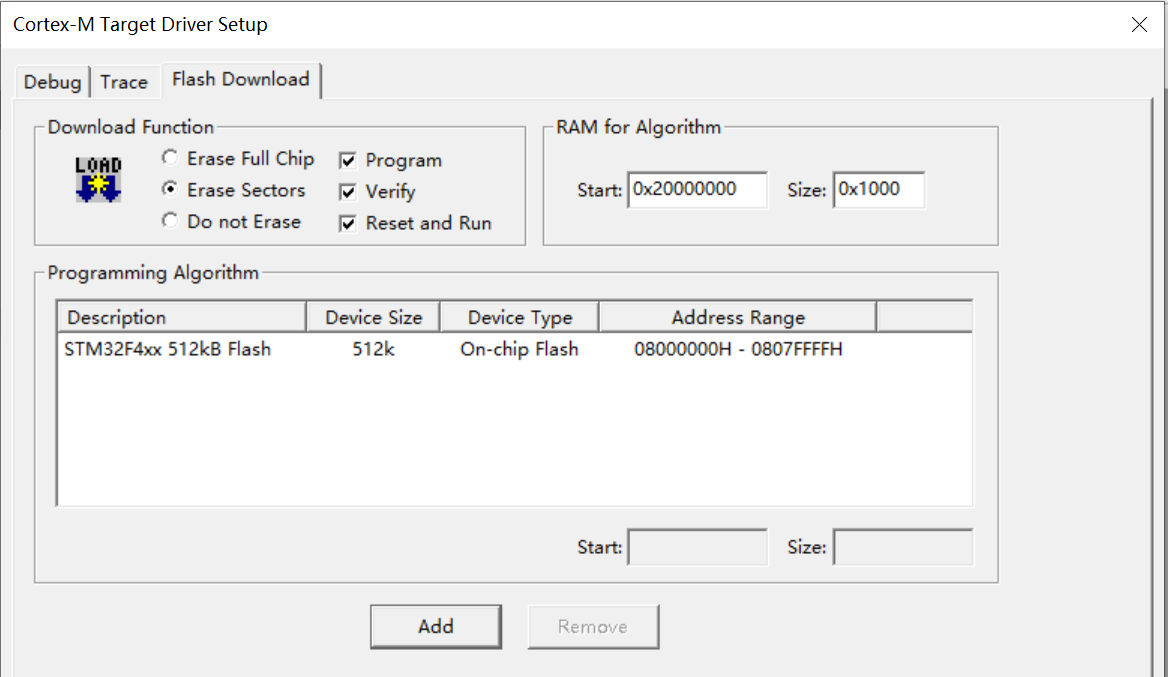 Cortex-M Target Driver Setup
Debug Trace Flash Download
Download Function
LOAD
Erase Full Chip
Erase Sectors
Do not Erase
Program
Verify
Reset and Run
RAM for Algorithm
Start: 0x20000000 Size: 0x1000
Programming Algorithm
Description Device Size Device Type Address Range
STM32F4xx 512kB Flash 512k On-chip Flash 08000000H - 0807FFFFH
Start: Size:
Add Remove